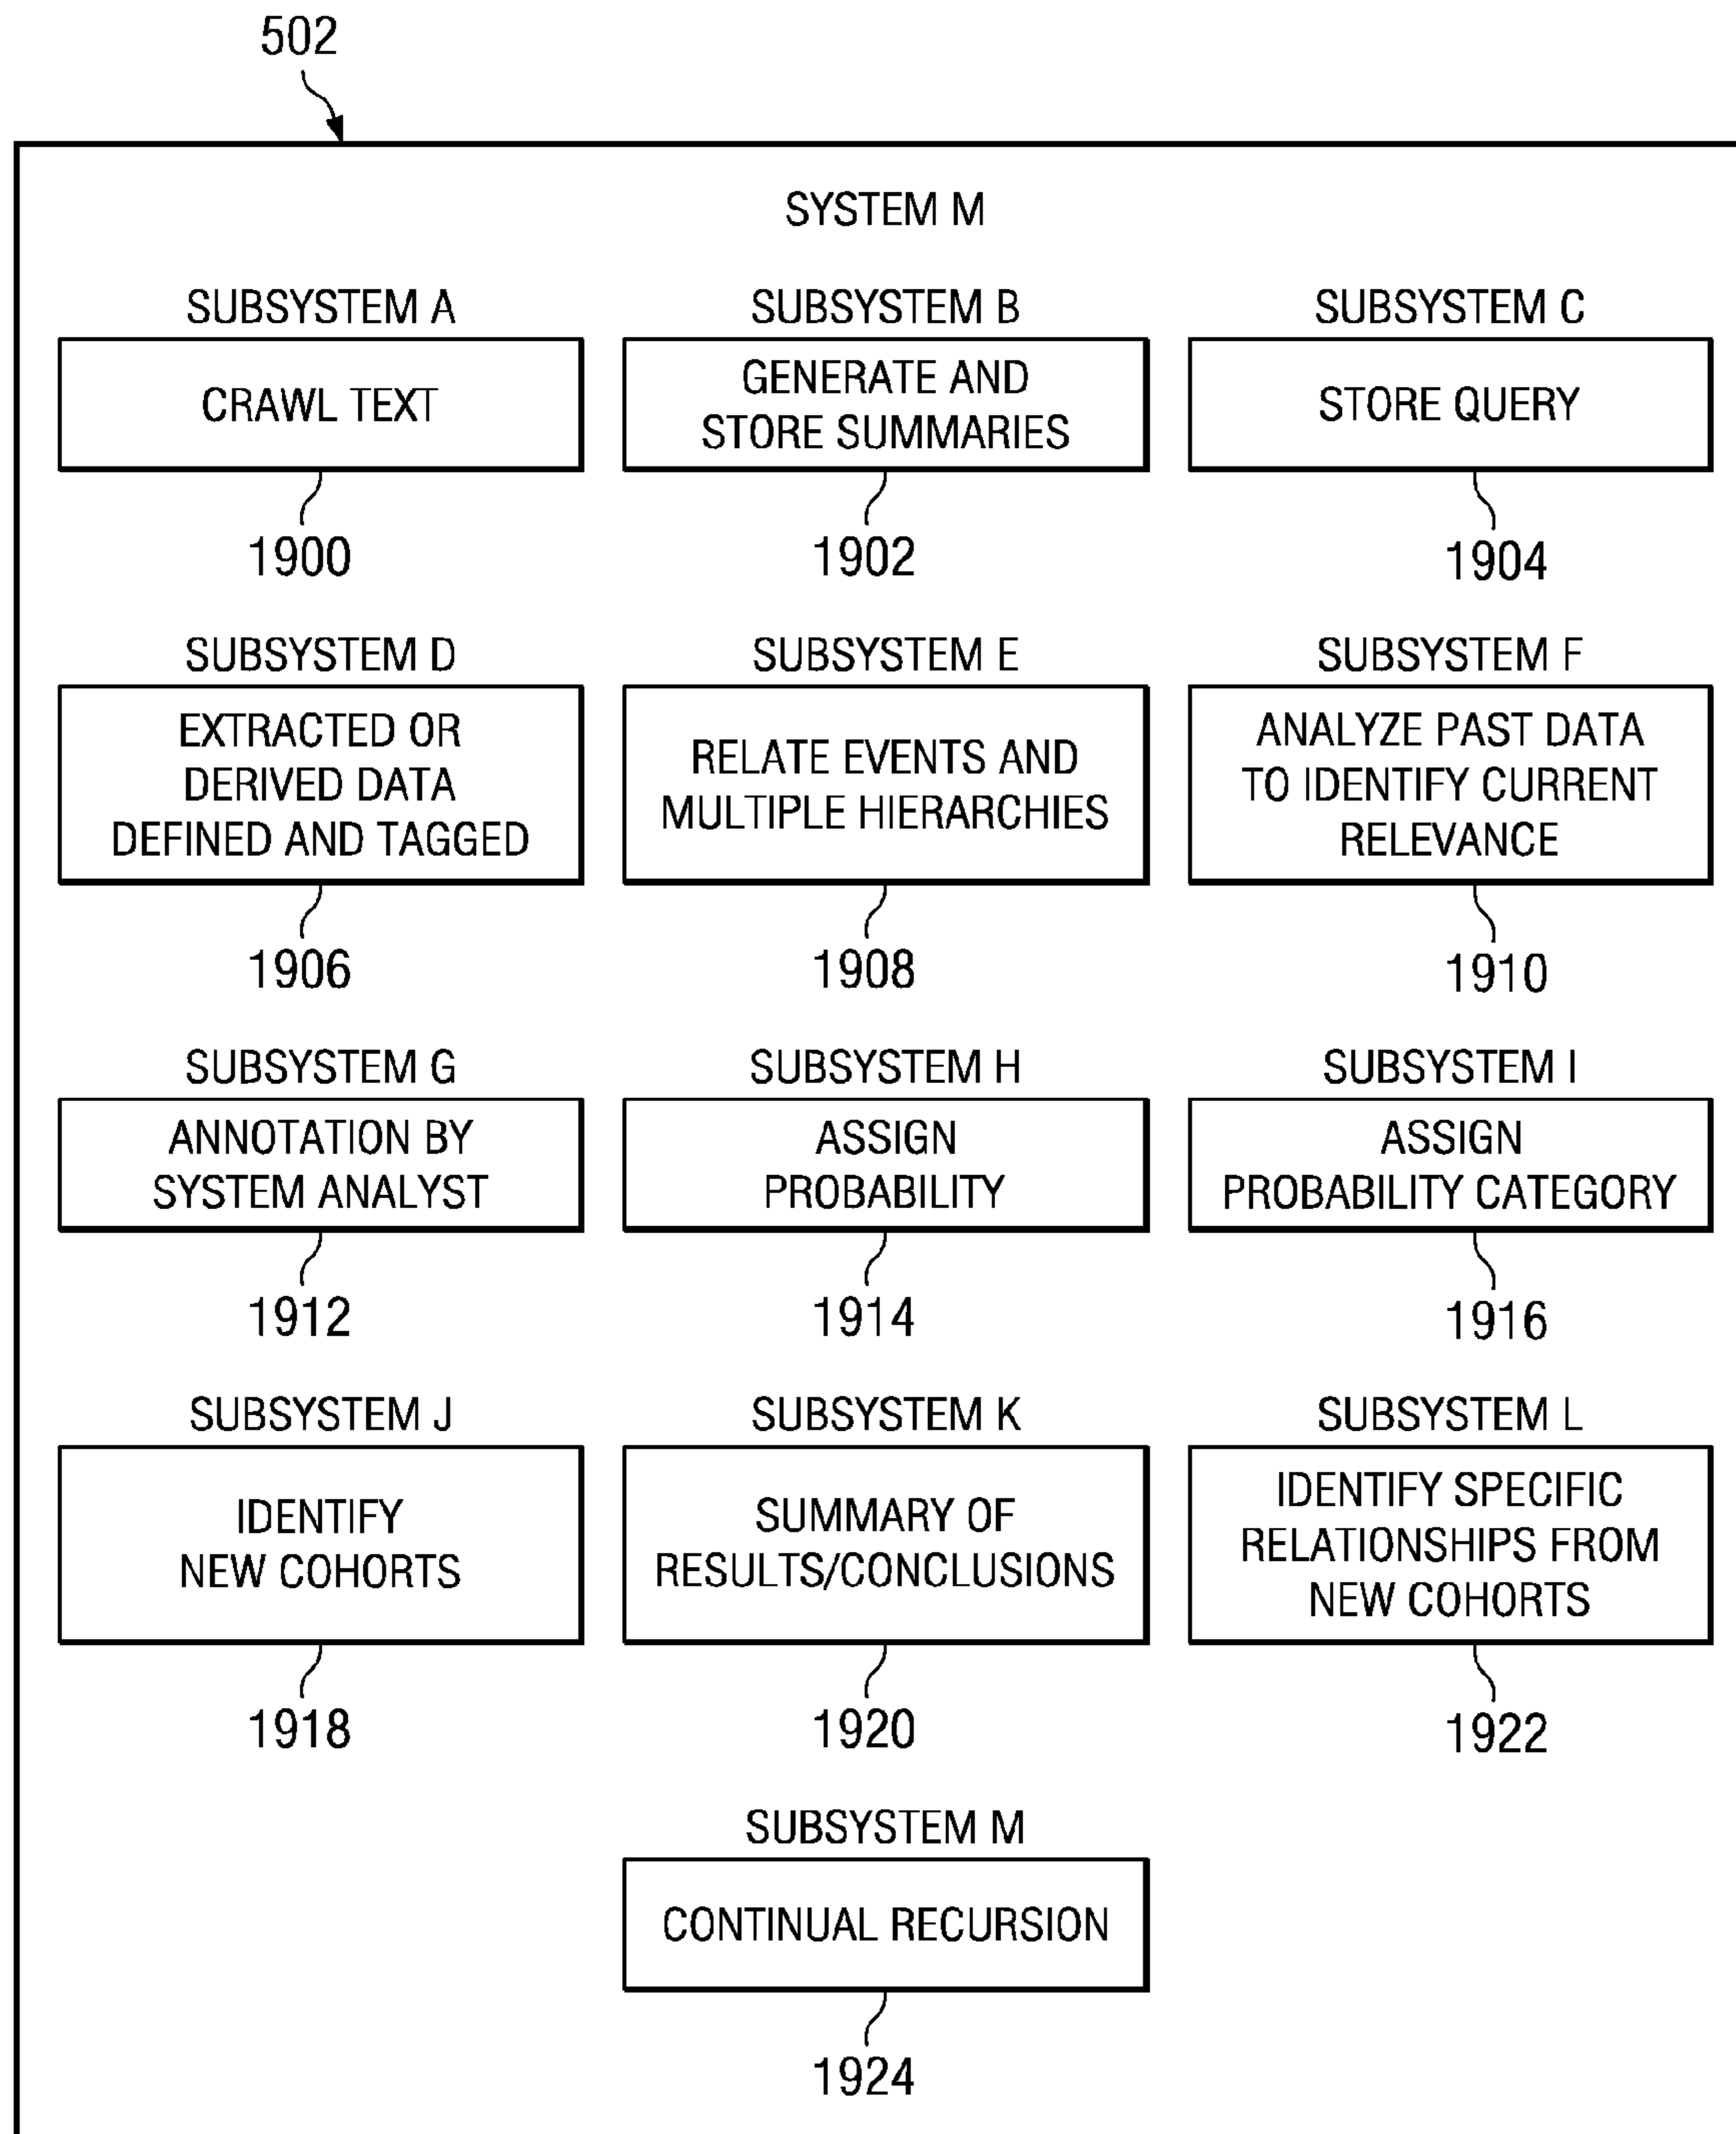 502
SYSTEM M
SUBSYSTEM A
CRAWL TEXT
1900
SUBSYSTEM B
GENERATE AND
STORE SUMMARIES
1902
SUBSYSTEM C
STORE QUERY
1904
SUBSYSTEM D
EXTRACTED OR
DERIVED DATA
DEFINED AND TAGGED
1906
SUBSYSTEM E
RELATE EVENTS AND
MULTIPLE HIERARCHIES
1908
SUBSYSTEM F
ANALYZE PAST DATA
TO IDENTIFY CURRENT
RELEVANCE
1910
SUBSYSTEM G
ANNOTATION BY
SYSTEM ANALYST
1912
SUBSYSTEM H
ASSIGN
PROBABILITY
1914
SUBSYSTEM I
ASSIGN
PROBABILITY CATEGORY
1916
SUBSYSTEM J
IDENTIFY
NEW COHORTS
1918
SUBSYSTEM K
SUMMARY OF
RESULTS/CONCLUSIONS
1920
SUBSYSTEM L
IDENTIFY SPECIFIC
RELATIONSHIPS FROM
NEW COHORTS
1922
SUBSYSTEM M
CONTINUAL RECURSION
1924